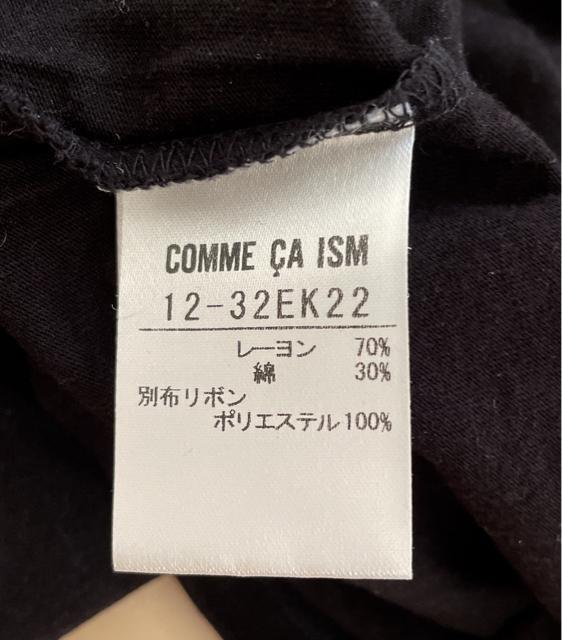 COMME ÇA ISM
12-32EK22
レーヨン 70%
綿 30%
別布リボン
ポリエステル100%